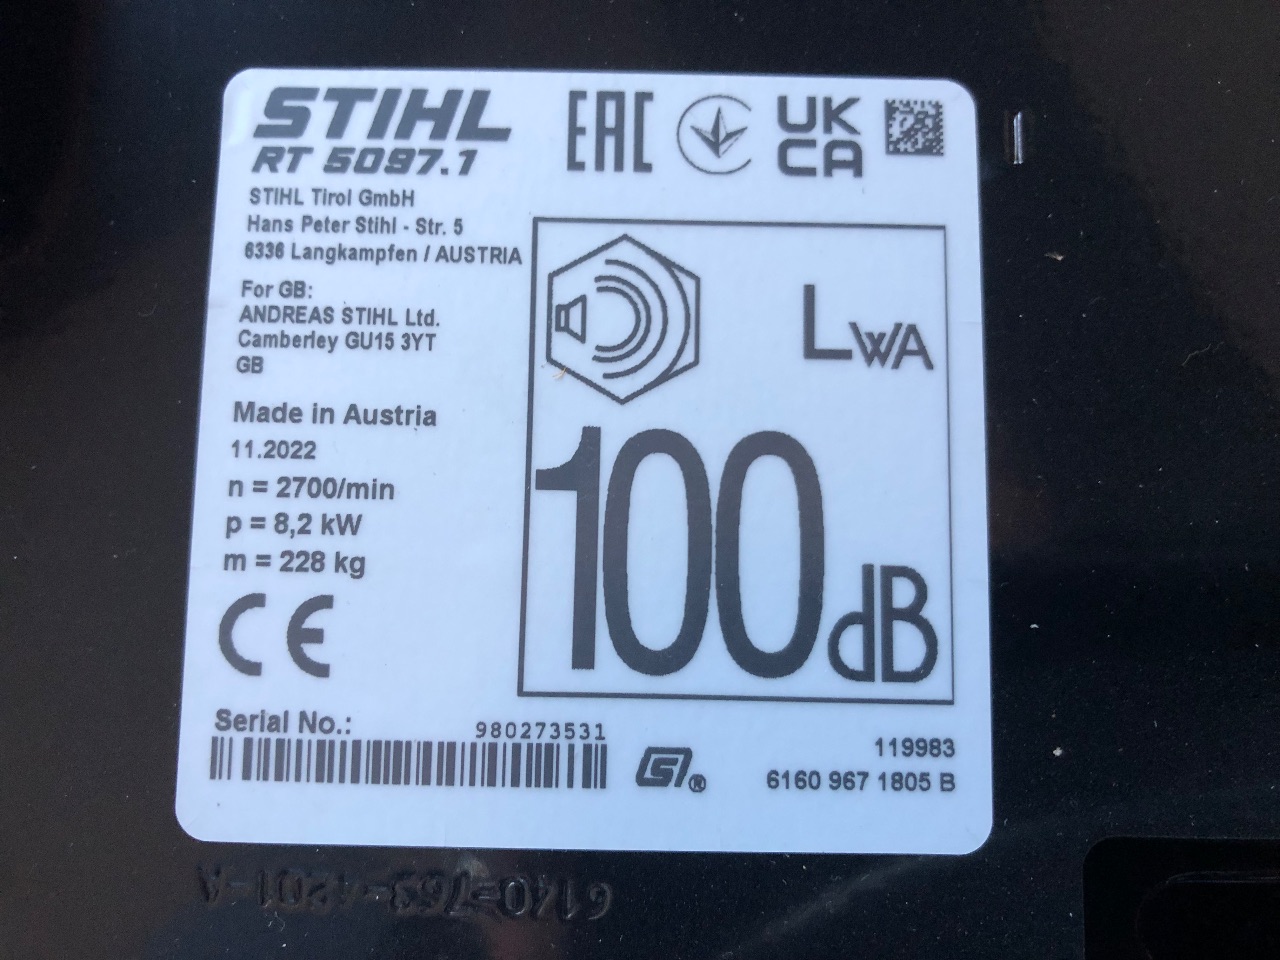 STIHL
RT 5097.1
STIHL Tirol GmbH
Hans Peter Stihl - Str. 5
6336 Langkampfen / AUSTRIA
For GB:
ANDREAS STIHL Ltd.
Camberley GU15 3YT
GB
Made in Austria
11.2022
n = 2700/min
p = 8,2 kW
m = 228 kg
CE
EAC
UK
CA
LWA
100 dB
Serial No.:
980273531
®
119983
6160 967 1805 B